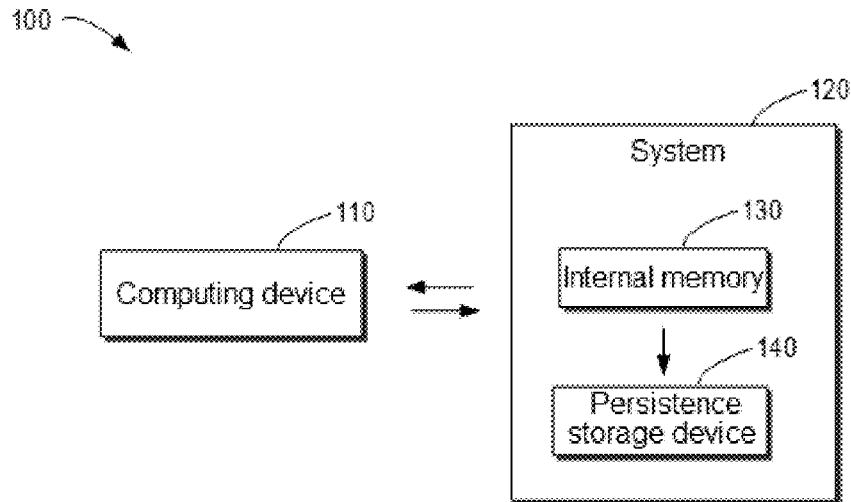 100
120
System
110
130
Computing device
Internal memory
140
Persistence
storage device